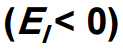 (E_I < 0)